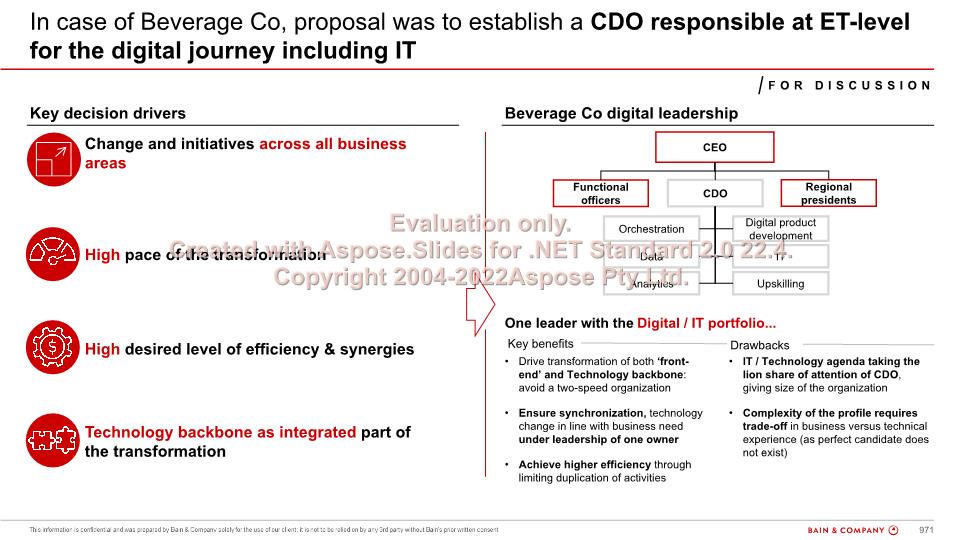 In case of Beverage Co, proposal was to establish a CDO responsible at ET-level
for the digital journey including IT
FOR DISCUSSION
Key decision drivers
Change and initiatives across all business
areas
High pace of the transformation
High desired level of efficiency & synergies
Technology backbone as integrated part of
the transformation
Beverage Co digital leadership
CEO
Functional
officers
CDO
Regional
presidents
Orchestration
Digital product
development
Data
IT
Analytics
Upskilling
Evaluation only.
Created with Aspose.Slides for .NET Standard 2.0 22.4.
Copyright 2004-2022Aspose Pty Ltd.
One leader with the Digital / IT portfolio...
Key benefits
• Drive transformation of both ‘front-
end’ and Technology backbone:
avoid a two-speed organization
• Ensure synchronization, technology
change in line with business need
under leadership of one owner
• Achieve higher efficiency through
limiting duplication of activities
Drawbacks
• IT / Technology agenda taking the
lion share of attention of CDO,
giving size of the organization
• Complexity of the profile requires
trade-off in business versus technical
experience (as perfect candidate does
not exist)
This information is confidential and was prepared by Bain & Company solely for the use of our client; it is not to be relied on by any 3rd party without Bain's prior written consent
BAIN & COMPANY
971